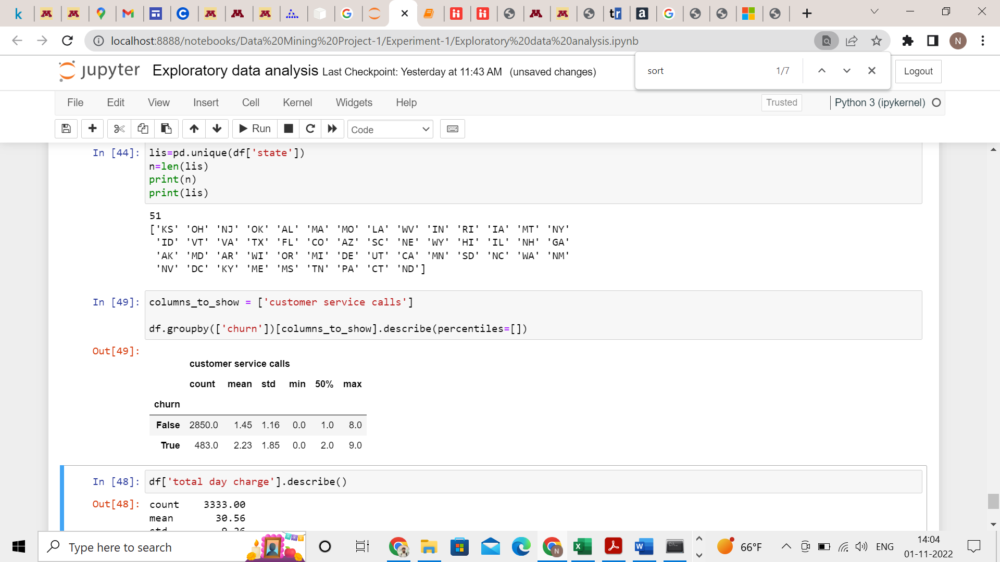 localhost:8888/notebooks/Data%20Mining%20Project-1/Experiment-1/Exploratory%20data%20analysis.ipynb
N
jupyter Exploratory data analysis Last Checkpoint: Yesterday at 11:43 AM (unsaved changes)
sort 1/7
Logout
File Edit View Insert Cell Kernel Widgets Help Trusted Python 3 (ipykernel)
Run Code
In [44]: lis=pd.unique(df['state'])
n=len(lis)
print(n)
print(lis)
51
['KS' 'OH' 'NJ' 'OK' 'AL' 'MA' 'MO' 'LA' 'WV' 'IN' 'RI' 'IA' 'MT' 'NY'
'ID' 'VT' 'VA' 'TX' 'FL' 'CO' 'AZ' 'SC' 'NE' 'WY' 'HI' 'IL' 'NH' 'GA'
'AK' 'MD' 'AR' 'WI' 'OR' 'MI' 'DE' 'UT' 'CA' 'MN' 'SD' 'NC' 'WA' 'NM'
'NV' 'DC' 'KY' 'ME' 'MS' 'TN' 'PA' 'CT' 'ND']
In [49]: columns_to_show = ['customer service calls']
df.groupby(['churn'])[columns_to_show].describe(percentiles=[])
Out[49]:
customer service calls
count mean std min 50% max
churn
False 2850.0 1.45 1.16 0.0 1.0 8.0
True 483.0 2.23 1.85 0.0 2.0 9.0
In [48]: df['total day charge'].describe()
Out[48]: count 3333.00
mean 30.56
std 9.26
Type here to search
66°F
ENG
14:04
01-11-2022